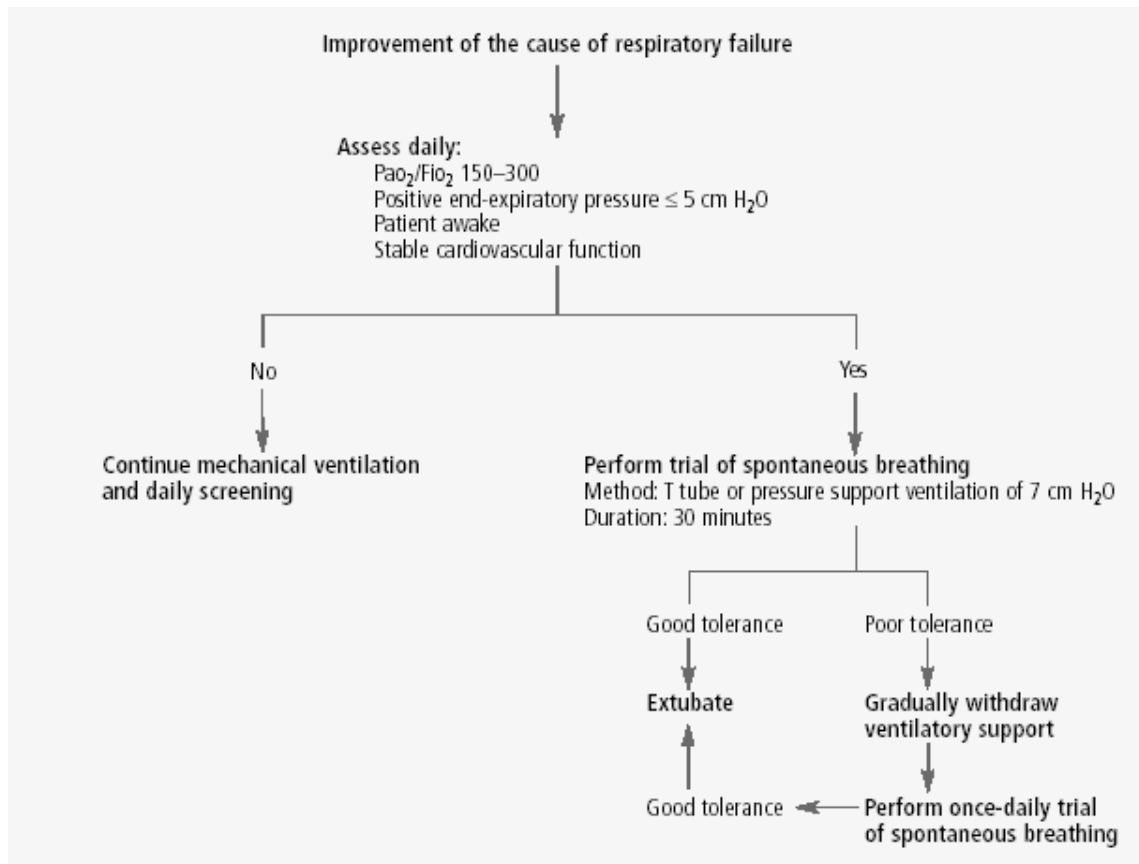 Improvement of the cause of respiratory failure
Assess daily:
Pao₂/Fio₂ 150–300
Positive end-expiratory pressure ≤ 5 cm H₂O
Patient awake
Stable cardiovascular function
No
Yes
Continue mechanical ventilation
and daily screening
Perform trial of spontaneous breathing
Method: T tube or pressure support ventilation of 7 cm H₂O
Duration: 30 minutes
Good tolerance
Poor tolerance
Extubate
Gradually withdraw
ventilatory support
Good tolerance
Perform once-daily trial
of spontaneous breathing